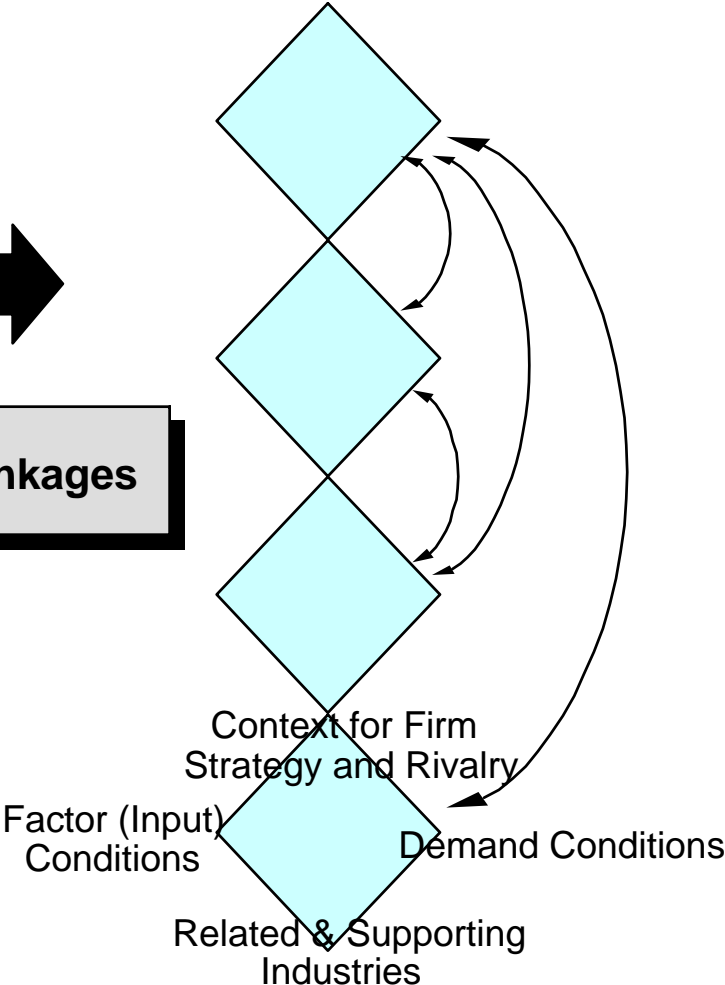 nkages
Context for Firm
Strategy and Rivalry
Factor (Input)
Conditions
Demand Conditions
Related & Supporting
Industries